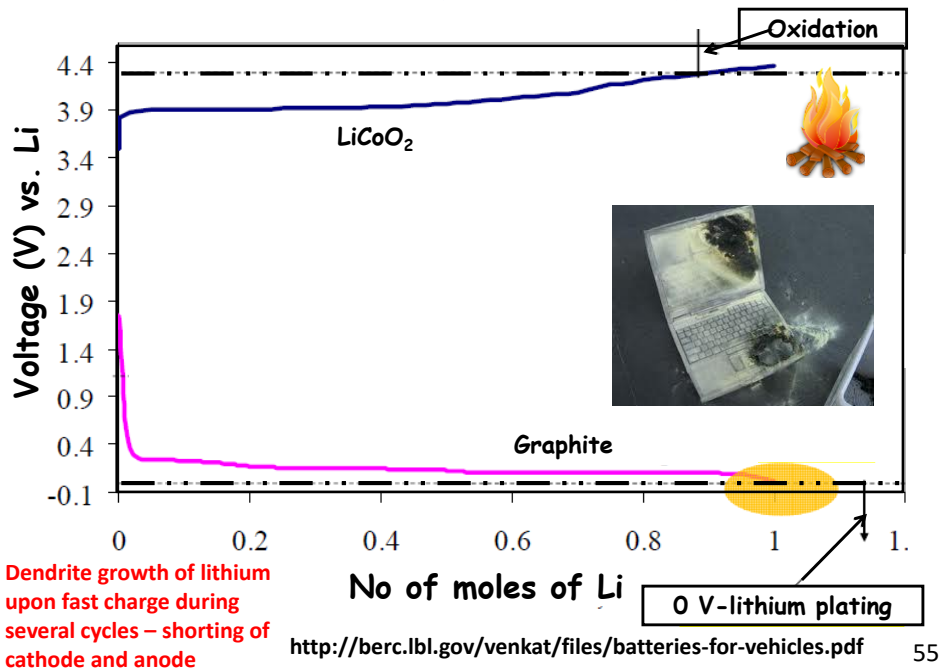 Oxidation
4.4
3.9
3.4
2.9
2.4
1.9
1.4
0.9
0.4
-0.1
Voltage (V) vs. Li
LiCoO₂
Graphite
0 0.2 0.4 0.6 0.8 1 1.
No of moles of Li
0 V-lithium plating
Dendrite growth of lithium
upon fast charge during
several cycles – shorting of
cathode and anode
http://berc.lbl.gov/venkat/files/batteries-for-vehicles.pdf
55